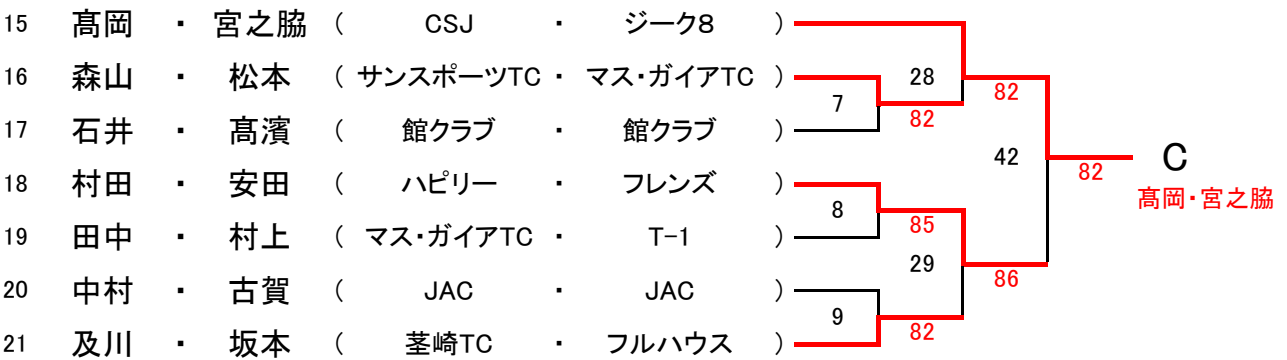 15 髙岡 ・ 宮之脇 ( CSJ ・ ジーク8 )
16 森山 ・ 松本 ( サンスポーツTC ・ マス・ガイアTC )
17 石井 ・ 髙濱 ( 館クラブ ・ 館クラブ )
18 村田 ・ 安田 ( ハピリー ・ フレンズ )
19 田中 ・ 村上 ( マス・ガイアTC ・ T-1 )
20 中村 ・ 古賀 ( JAC ・ JAC )
21 及川 ・ 坂本 ( 茎崎TC ・ フルハウス )
7
82
28
82
8
85
9
82
29
86
42
82
C
髙岡・宮之脇